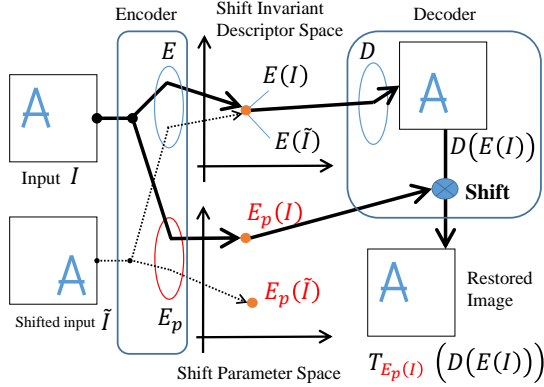 Encoder
Shift Invariant
Descriptor Space
Decoder
E
E(I)
E(Ĩ)
D
A
A
D(E(I))
Input I
Shift
E_p(I)
A
Shifted input Ĩ
E_p
E_p(Ĩ)
A
Restored
Image
Shift Parameter Space
T_{E_p(I)} (D(E(I)))